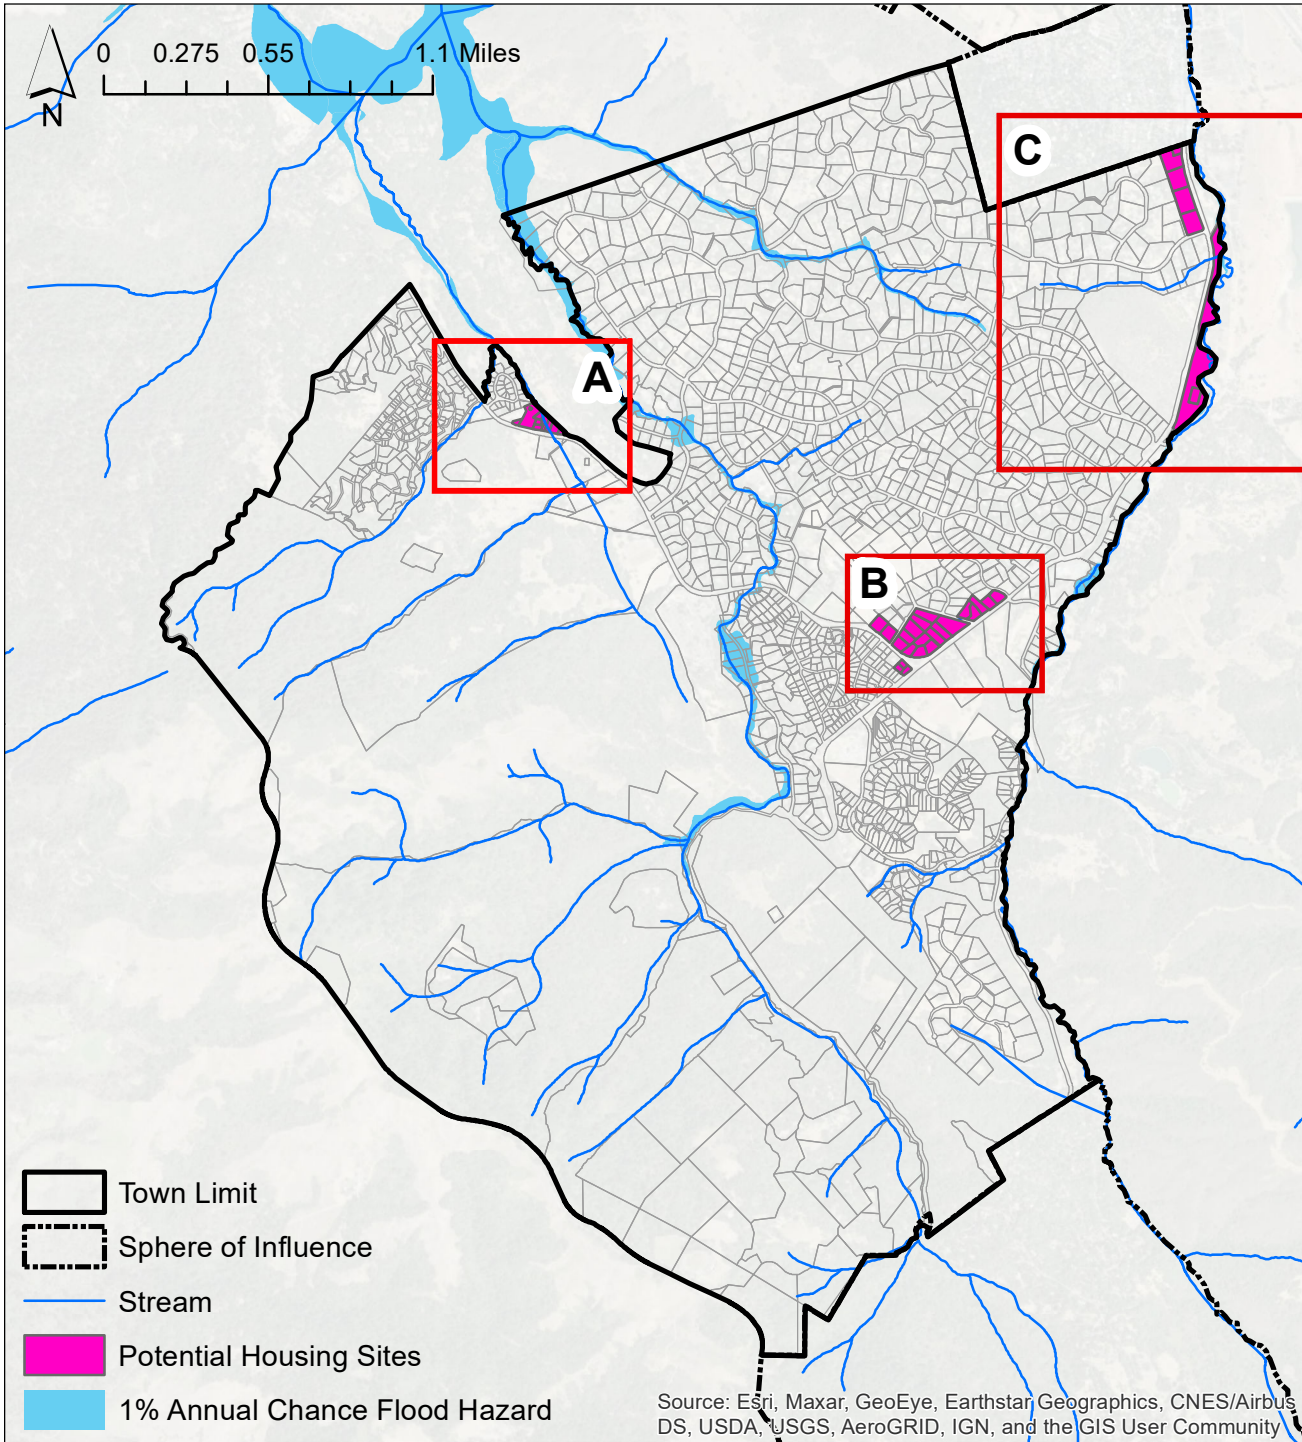 0 0.275 0.55 1.1 Miles
N
C
A
B
Town Limit
Sphere of Influence
Stream
Potential Housing Sites
1% Annual Chance Flood Hazard
Source: Esri, Maxar, GeoEye, Earthstar Geographics, CNES/Airbus
DS, USDA, USGS, AeroGRID, IGN, and the GIS User Community